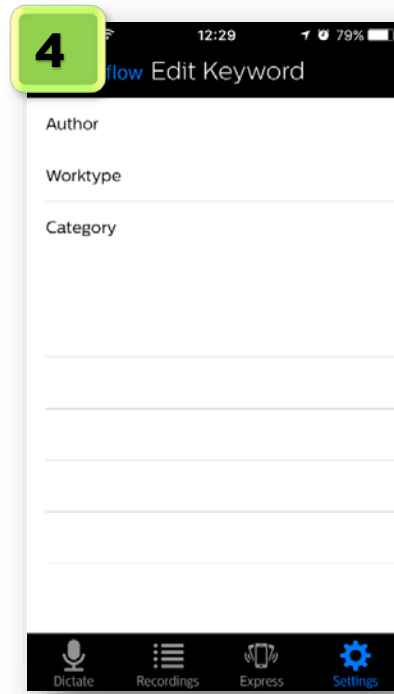 4
12:29
79%
flow Edit Keyword
Author
Worktype
Category
Dictate Recordings Express Settings